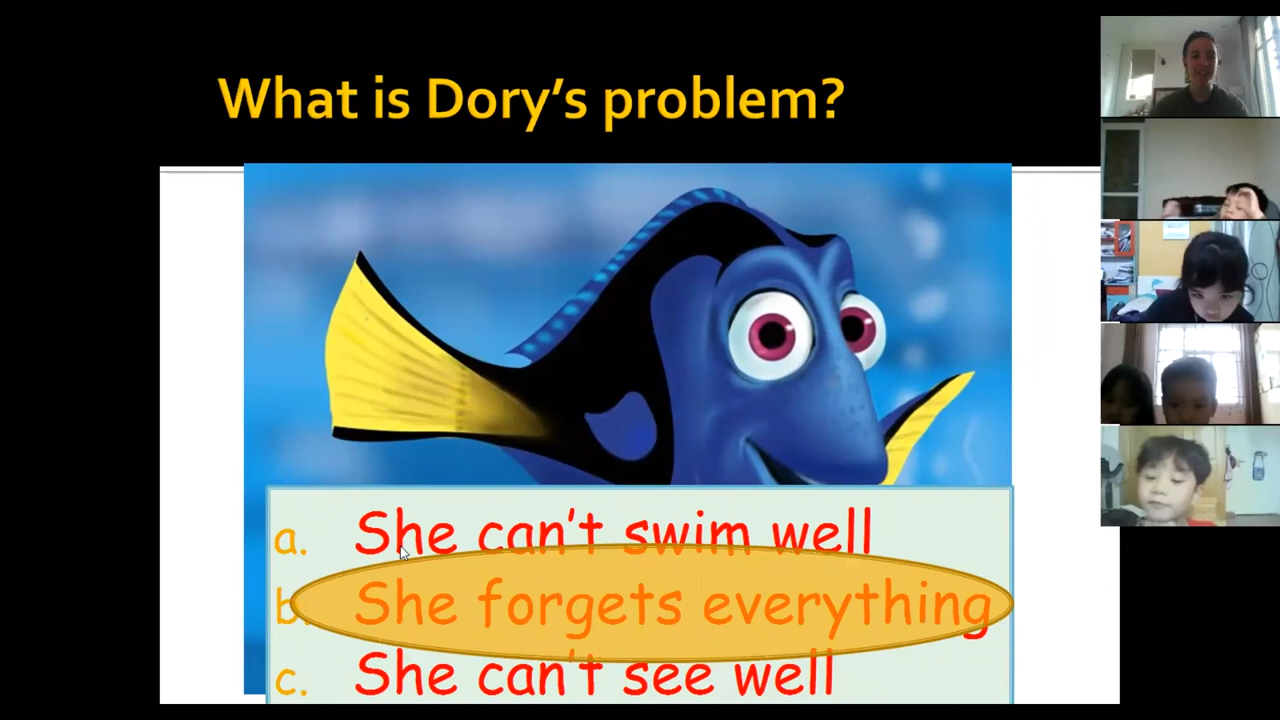 What is Dory's problem?
a. She can't swim well
b. She forgets everything
c. She can't see well